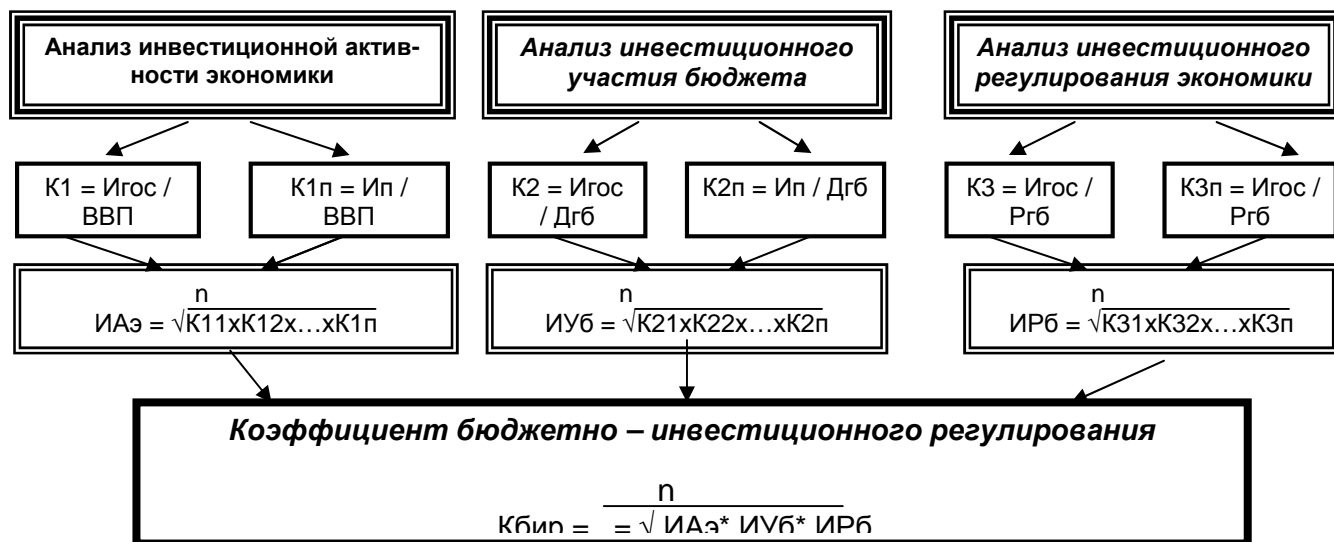 Анализ инвестиционной актив-
ности экономики
Анализ инвестиционного
участия бюджета
Анализ инвестиционного
регулирования экономики
К1 = Игос /
ВВП
К1п = Ип /
ВВП
К2 = Игос
/ Дгб
К2п = Ип / Дгб
К3 = Игос /
Ргб
К3п = Игос /
Ргб
n
ИАэ = √К11хК12х…хК1п
n
ИУб = √К21хК22х…хК2п
n
ИРб = √К31хК32х…хК3п
Коэффициент бюджетно – инвестиционного регулирования
n
Кбир = = √ ИАэ* ИУб* ИРб